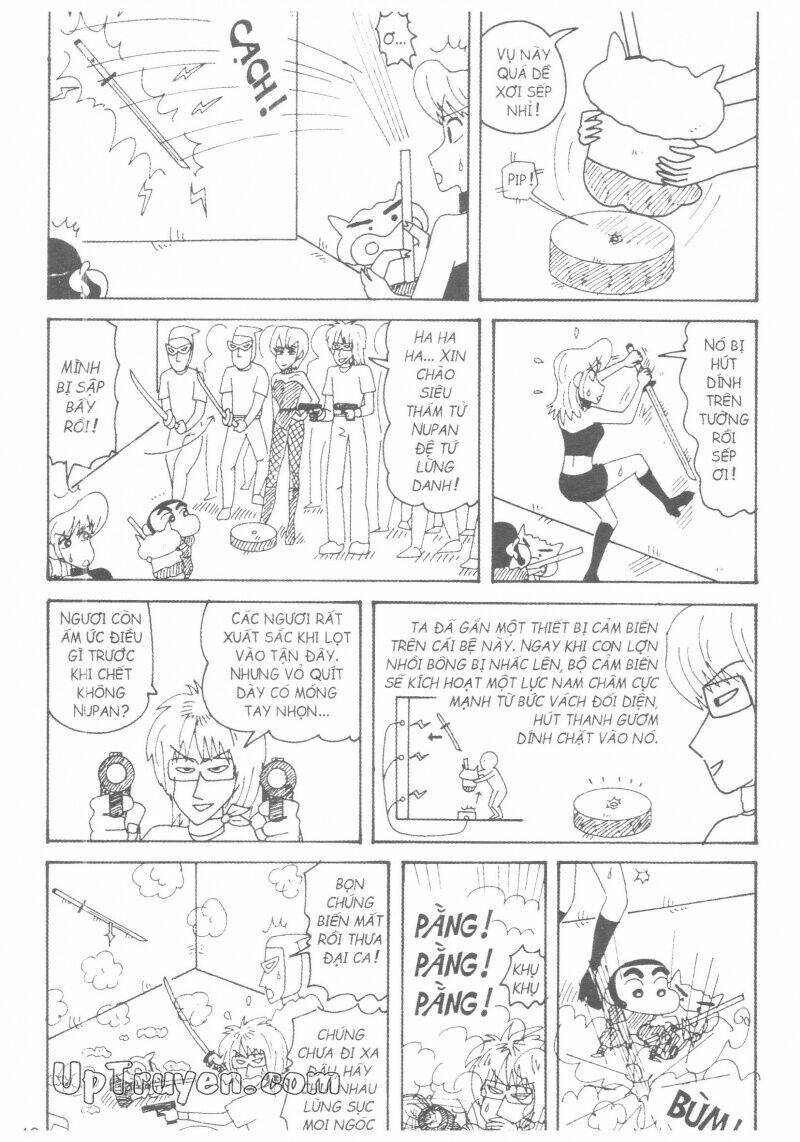 CẠCH!
Ơ...
VỤ NÀY
QUÁ DỄ
XƠI SẾP
NHỈ!
PIP!
MÌNH
BỊ SẬP
BẪY
RỒI!
HA HA
HA... XIN
CHÀO
SIÊU
THÁM TỬ
NUPAN
ĐỆ TỨ
LỪNG
DANH!
NÓ BỊ
HÚT
DÍNH
TRÊN
TƯỜNG
RỒI
SẾP
ƠI!
NGƯƠI CÒN
ẤM ỨC ĐIỀU
GÌ TRƯỚC
KHI CHẾT
KHÔNG
NUPAN?
CÁC NGƯƠI RẤT
XUẤT SẮC KHI LỌT
VÀO TẬN ĐÂY.
NHƯNG VỎ QUÍT
DÀY CÓ MÓNG
TAY NHỌN...
TA ĐÃ GẮN MỘT THIẾT BỊ CẢM BIẾN
TRÊN CÁI BỆ NÀY. NGAY KHI CON LỢN
NHỒI BÔNG BỊ NHẤC LÊN, BỘ CẢM BIẾN
SẼ KÍCH HOẠT MỘT LỰC NAM CHÂM CỰC
MẠNH TỪ BỨC VÁCH ĐỐI DIỆN,
HÚT THANH GƯƠM
DÍNH CHẶT VÀO NÓ.
BỌN
CHÚNG
BIẾN MẤT
RỒI THƯA
ĐẠI CA!
CHÚNG
CHƯA ĐI XA
ĐÂU HÃY
NHAU
LÙNG SỤC
MỌI NGÓC
UpTruyen.com
PẰNG!
PẰNG!
PẰNG!
KHỤ
KHỤ
BÙM!